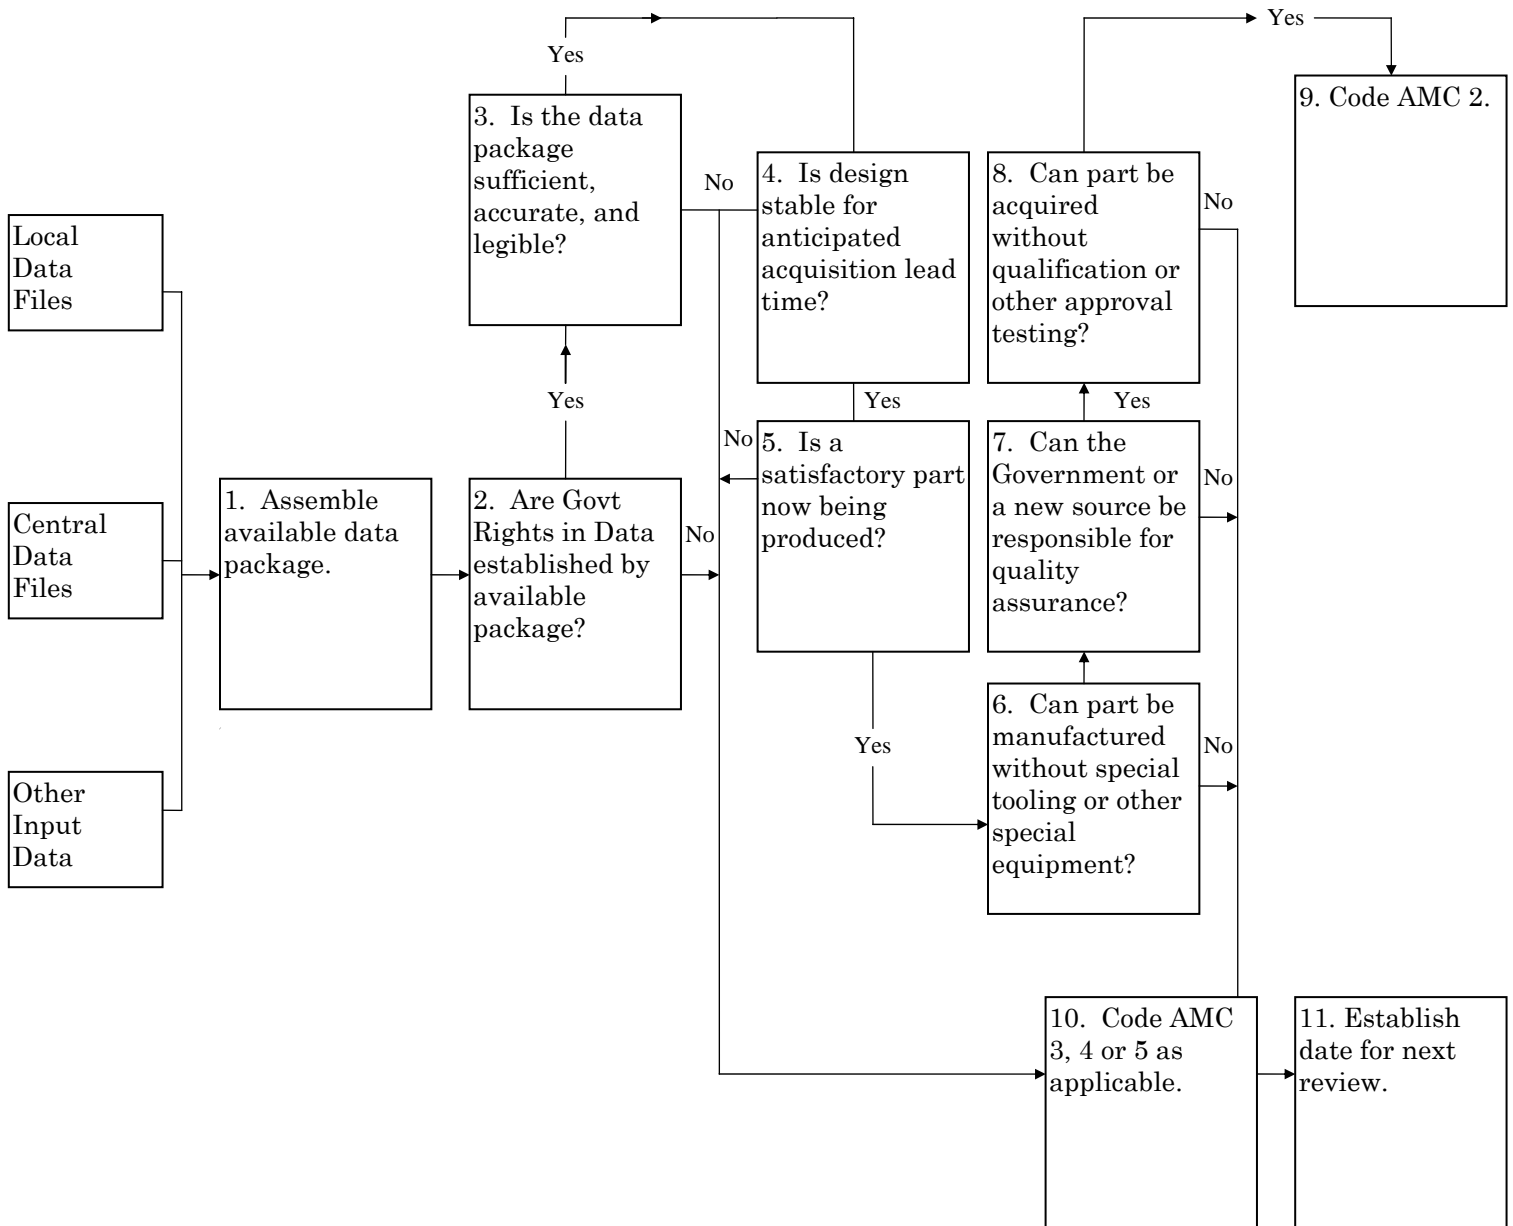 Local
Data
Files
Central
Data
Files
Other
Input
Data
1. Assemble
available data
package.
2. Are Govt
Rights in Data
established by
available
package?
No
Yes
3. Is the data
package
sufficient,
accurate, and
legible?
Yes
No
4. Is design
stable for
anticipated
acquisition lead
time?
Yes
No
5. Is a
satisfactory part
now being
produced?
Yes
6. Can part be
manufactured
without special
tooling or other
special
equipment?
No
7. Can the
Government or
a new source be
responsible for
quality
assurance?
No
Yes
8. Can part be
acquired
without
qualification or
other approval
testing?
No
Yes
9. Code AMC 2.
10. Code AMC
3, 4 or 5 as
applicable.
11. Establish
date for next
review.